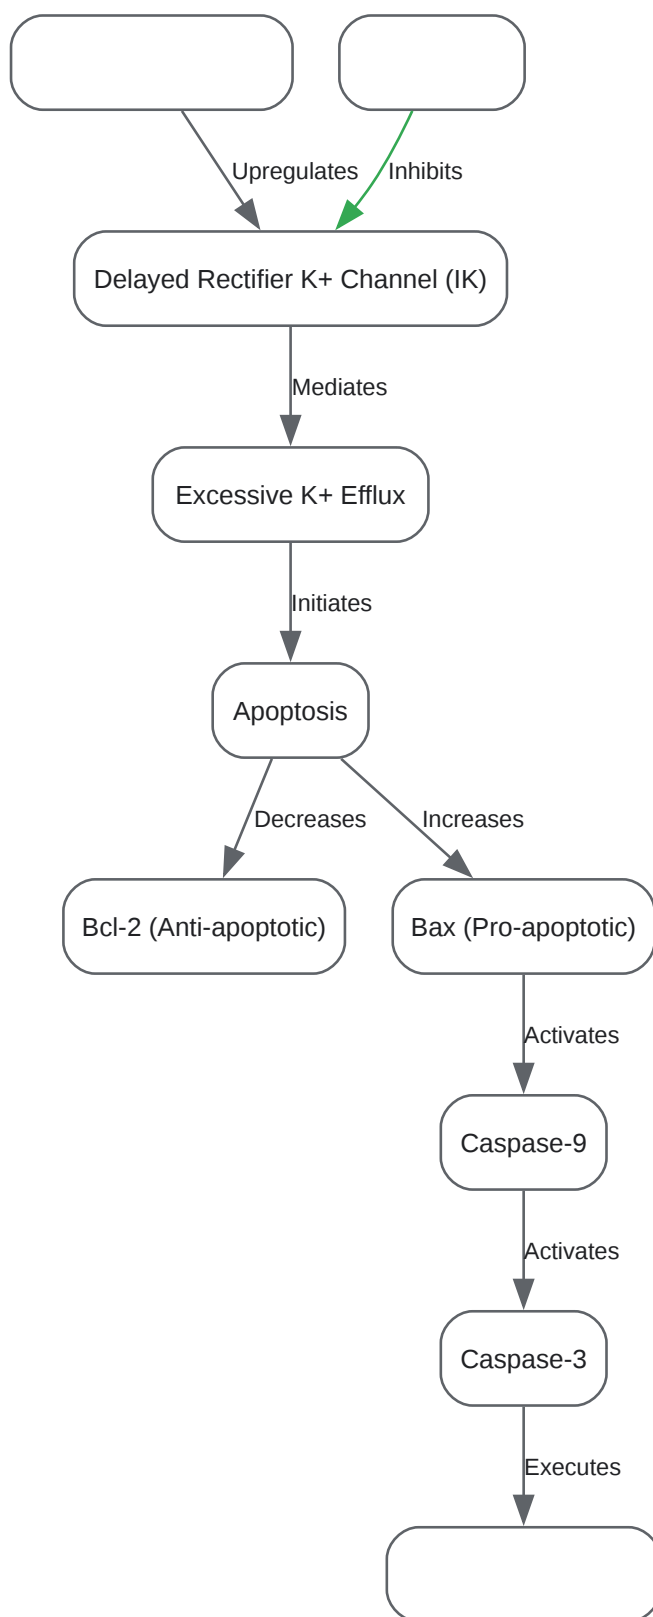 Upregulates
Inhibits
Delayed Rectifier K+ Channel (IK)
Mediates
Excessive K+ Efflux
Initiates
Apoptosis
Decreases
Increases
Bcl-2 (Anti-apoptotic)
Bax (Pro-apoptotic)
Activates
Caspase-9
Activates
Caspase-3
Executes